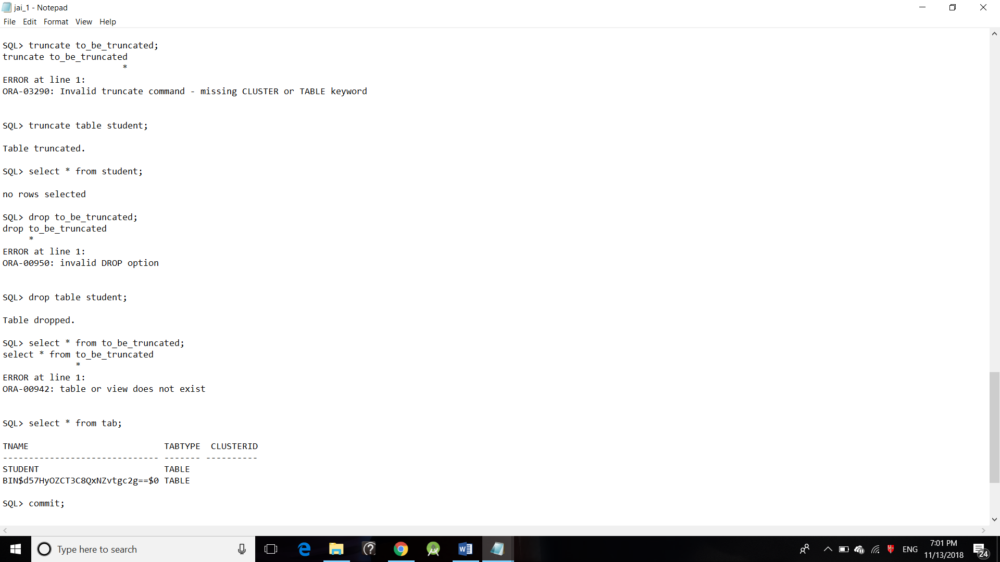 jai_1 - Notepad
File Edit Format View Help
SQL> truncate to_be_truncated;
truncate to_be_truncated
                       *
ERROR at line 1:
ORA-03290: Invalid truncate command - missing CLUSTER or TABLE keyword
SQL> truncate table student;
Table truncated.
SQL> select * from student;
no rows selected
SQL> drop to_be_truncated;
drop to_be_truncated
     *
ERROR at line 1:
ORA-00950: invalid DROP option
SQL> drop table student;
Table dropped.
SQL> select * from to_be_truncated;
select * from to_be_truncated
              *
ERROR at line 1:
ORA-00942: table or view does not exist
SQL> select * from tab;
TNAME                          TABTYPE  CLUSTERID
------------------------------ ------- ----------
STUDENT                        TABLE
BIN$d57HyOZCT3C8QxNZvtgc2g==$0 TABLE
SQL> commit;
Type here to search
ENG
7:01 PM
11/13/2018
24